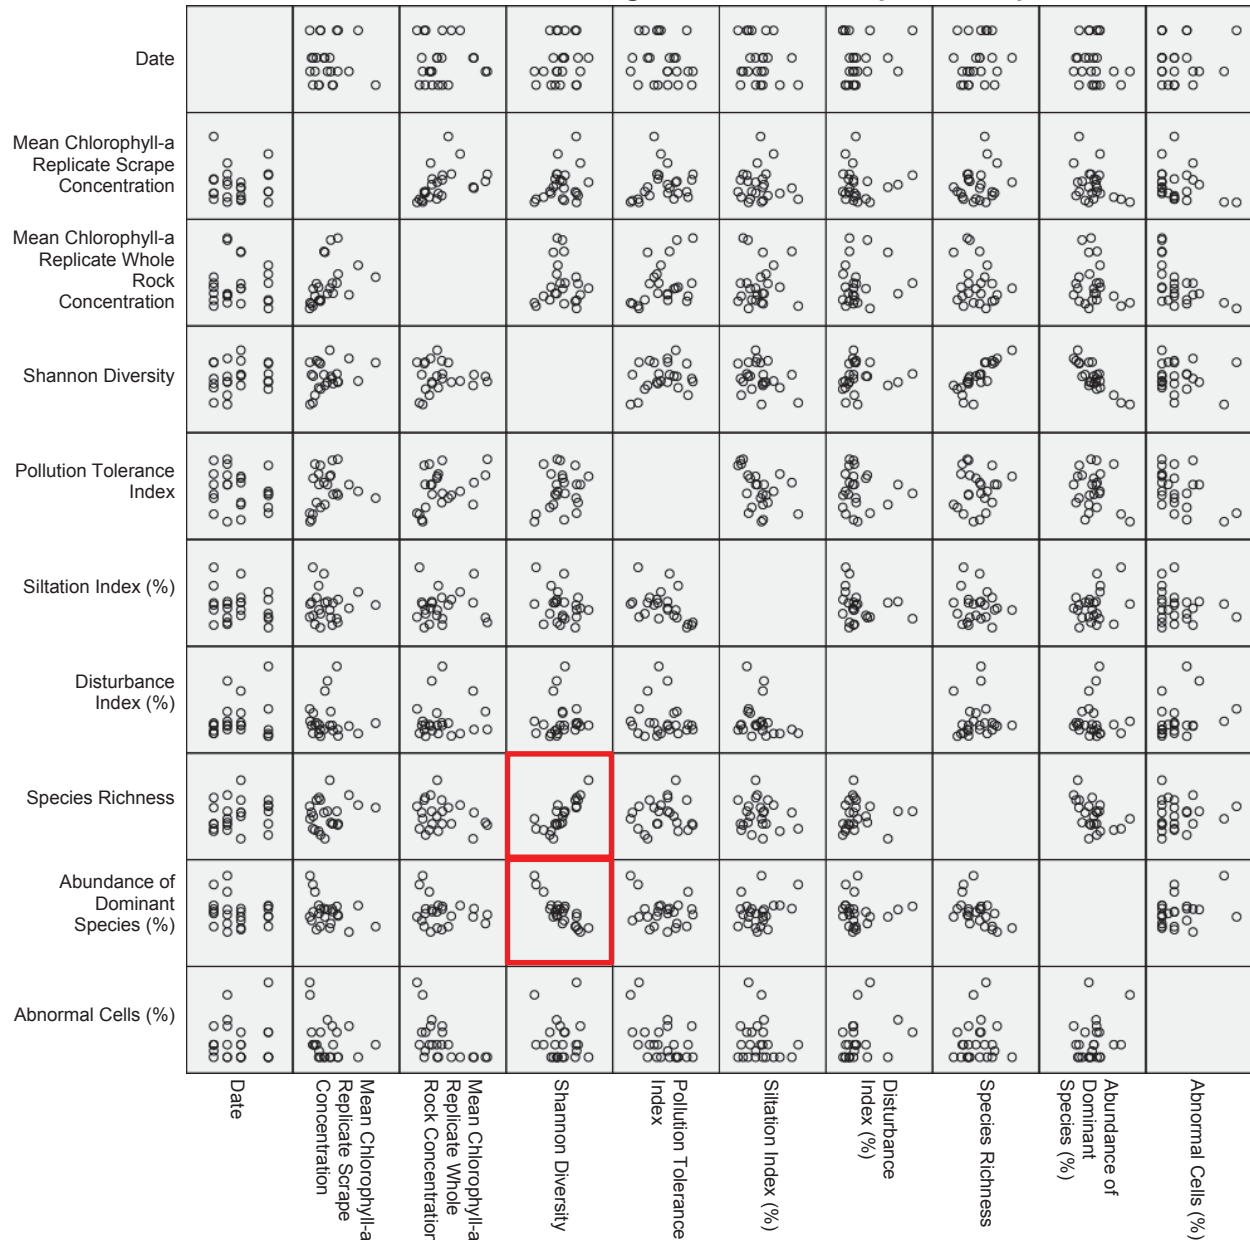 Date
Mean Chlorophyll-a
Replicate Scrape
Concentration
Mean Chlorophyll-a
Replicate Whole
Rock
Concentration
Shannon Diversity
Pollution Tolerance
Index
Siltation Index (%)
Disturbance
Index (%)
Species Richness
Abundance of
Dominant
Species (%)
Abnormal Cells (%)
Date
Mean Chlorophyll-a
Replicate Scrape
Concentration
Mean Chlorophyll-a
Replicate Whole
Rock Concentration
Shannon Diversity
Pollution Tolerance
Index
Siltation Index (%)
Disturbance
Index (%)
Species Richness
Abundance of
Dominant
Species (%)
Abnormal Cells (%)